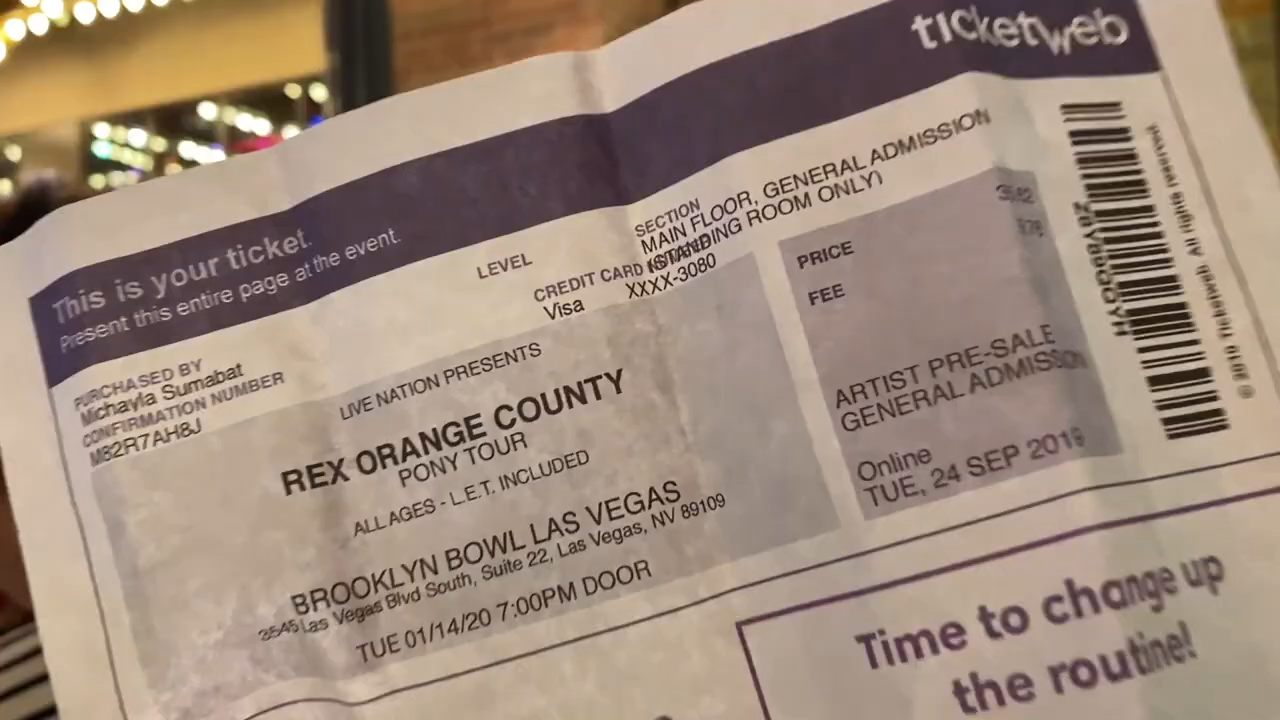 ticketweb
This is your ticket.
Present this entire page at the event.
LEVEL
SECTION
MAIN FLOOR, GENERAL ADMISSION
(STANDING ROOM ONLY)
CREDIT CARD
Visa
XXXX-3080
PURCHASED BY
Michayla Sumabat
CONFIRMATION NUMBER
M82R7AH8J
LIVE NATION PRESENTS
REX ORANGE COUNTY
PONY TOUR
ALL AGES - L.E.T. INCLUDED
BROOKLYN BOWL LAS VEGAS
3545 Las Vegas Blvd South, Suite 22, Las Vegas, NV 89109
TUE 01/14/20 7:00PM DOOR
PRICE
FEE
ARTIST PRE-SALE
GENERAL ADMISSION
Online
TUE, 24 SEP 2019
All rights reserved.
© 2019 Ticketweb.
Time to change up
the routine!